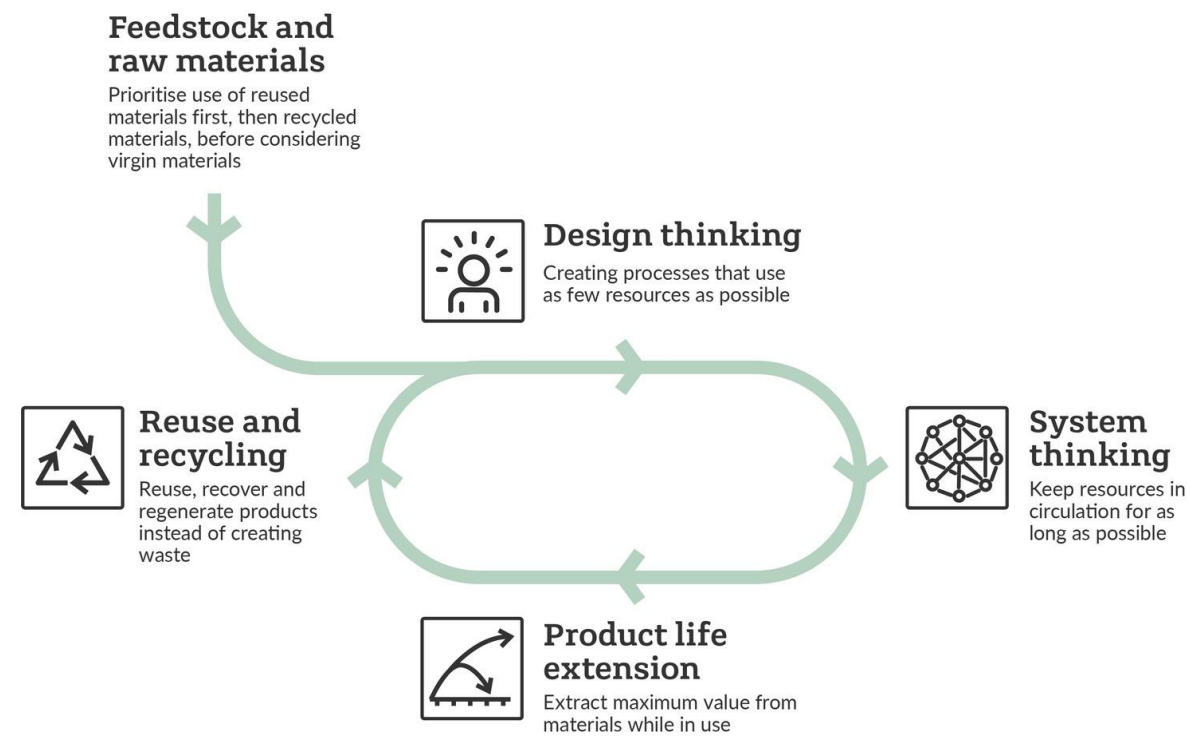 Feedstock and
raw materials
Prioritise use of reused
materials first, then recycled
materials, before considering
virgin materials
Design thinking
Creating processes that use
as few resources as possible
System
thinking
Keep resources in
circulation for as
long as possible
Product life
extension
Extract maximum value from
materials while in use
Reuse and
recycling
Reuse, recover and
regenerate products
instead of creating
waste